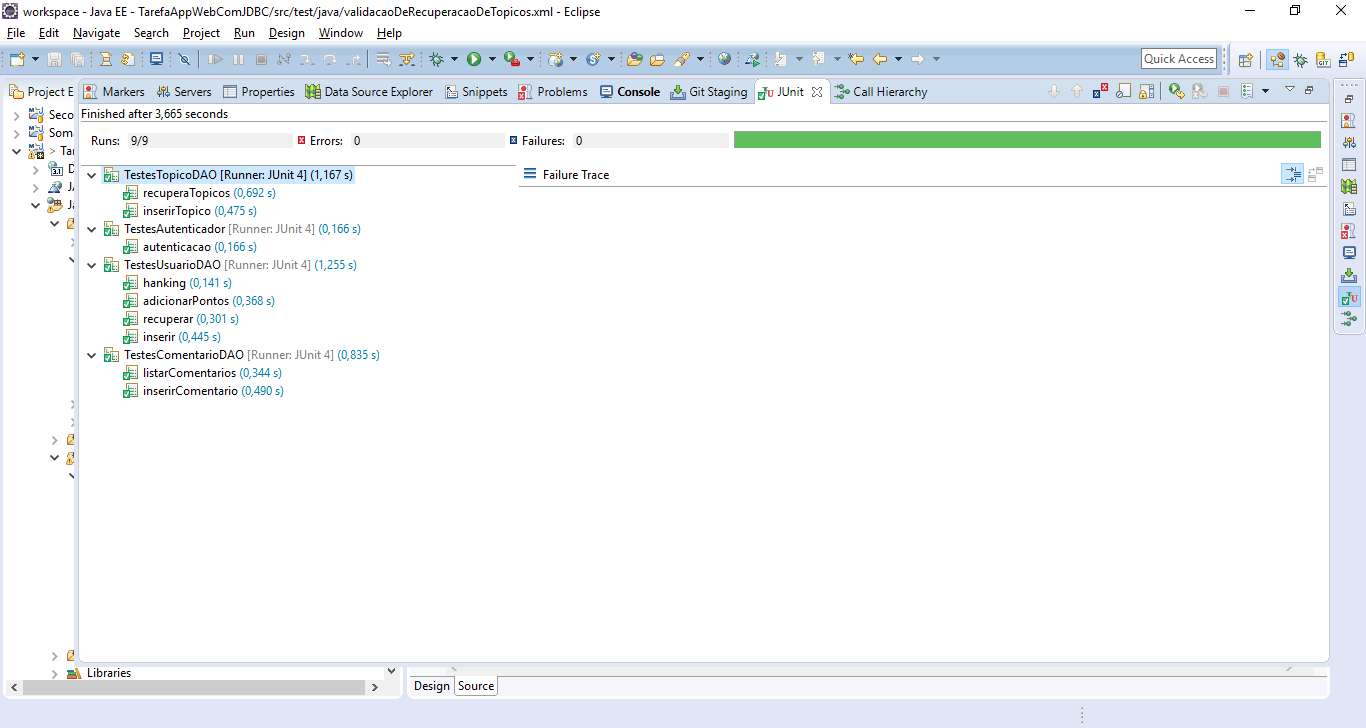 workspace - Java EE - TarefaAppWebComJDBC/src/test/java/validacaoDeRecuperacaoDeTopicos.xml - Eclipse
File Edit Navigate Search Project Run Design Window Help
Quick Access
Project E
Markers Servers Properties Data Source Explorer Snippets Problems Console Git Staging JUnit Call Hierarchy
Finished after 3,665 seconds
Runs: 9/9 Errors: 0 Failures: 0
Seco
Som
> Tar
TestesTopicoDAO [Runner: JUnit 4] (1,167 s)
Failure Trace
recuperaTopicos (0,692 s)
inserirTopico (0,475 s)
TestesAutenticador [Runner: JUnit 4] (0,166 s)
autenticacao (0,166 s)
TestesUsuarioDAO [Runner: JUnit 4] (1,255 s)
hanking (0,141 s)
adicionarPontos (0,368 s)
recuperar (0,301 s)
inserir (0,445 s)
TestesComentarioDAO [Runner: JUnit 4] (0,835 s)
listarComentarios (0,344 s)
inserirComentario (0,490 s)
Libraries
Design Source